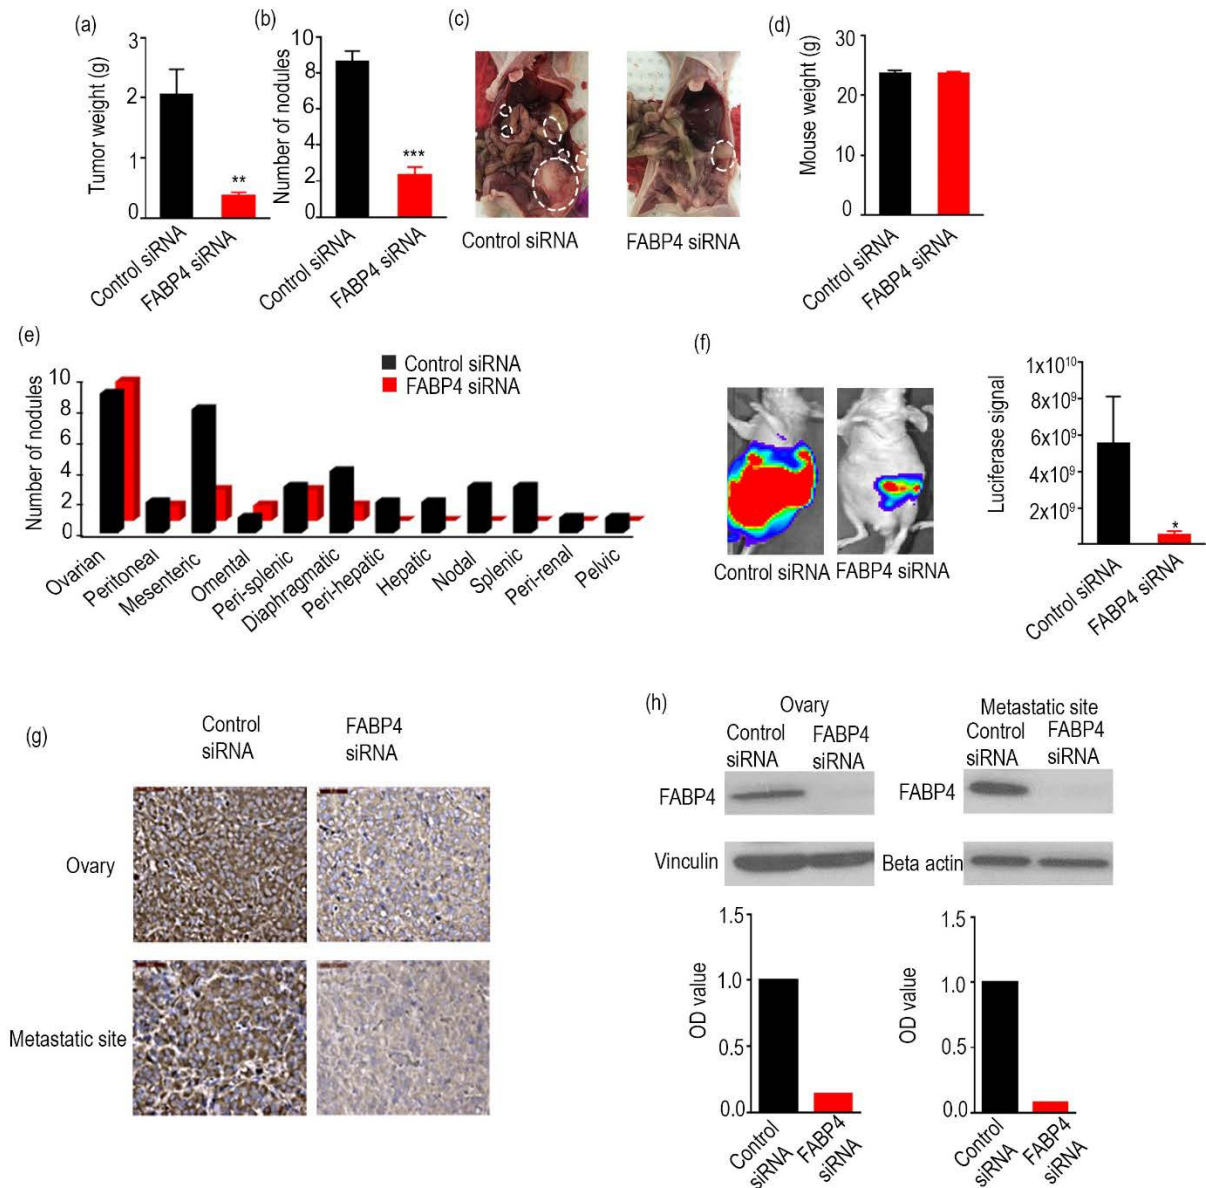 (a)
Tumor weight (g)
3
2
1
0
**
Control siRNA
FABP4 siRNA
(b)
Number of nodules
10
8
6
4
2
0
***
Control siRNA
FABP4 siRNA
(c)
Control siRNA
FABP4 siRNA
(d)
Mouse weight (g)
30
20
10
0
Control siRNA
FABP4 siRNA
(e)
Control siRNA
FABP4 siRNA
Number of nodules
10
8
6
4
2
0
Ovarian
Peritoneal
Mesenteric
Omental
Peri-splenic
Diaphragmatic
Peri-hepatic
Hepatic
Nodal
Splenic
Peri-renal
Pelvic
(f)
Control siRNA
FABP4 siRNA
Luciferase signal
1x10¹⁰
8x10⁹
6x10⁹
4x10⁹
2x10⁹
*
Control siRNA
FABP4 siRNA
(g)
Control
siRNA
FABP4
siRNA
Ovary
Metastatic site
(h)
Ovary
Control
siRNA
FABP4
siRNA
FABP4
Vinculin
Metastatic site
Control
siRNA
FABP4
siRNA
FABP4
Beta actin
OD value
1.5
1.0
0.5
0.0
Control
siRNA
FABP4
siRNA
OD value
1.5
1.0
0.5
0.0
Control
siRNA
FABP4
siRNA